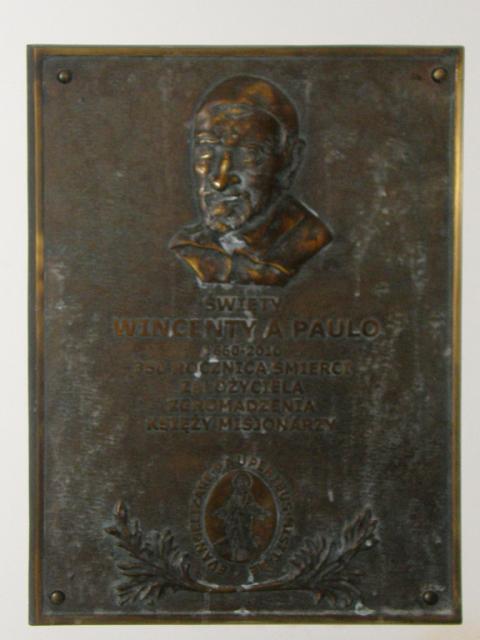 ŚWIĘTY
WINCENTY A PAULO
1660-2010
350 ROCZNICA ŚMIERCI
ZAŁOŻYCIELA
ZGROMADZENIA
KSIĘŻY MISJONARZY